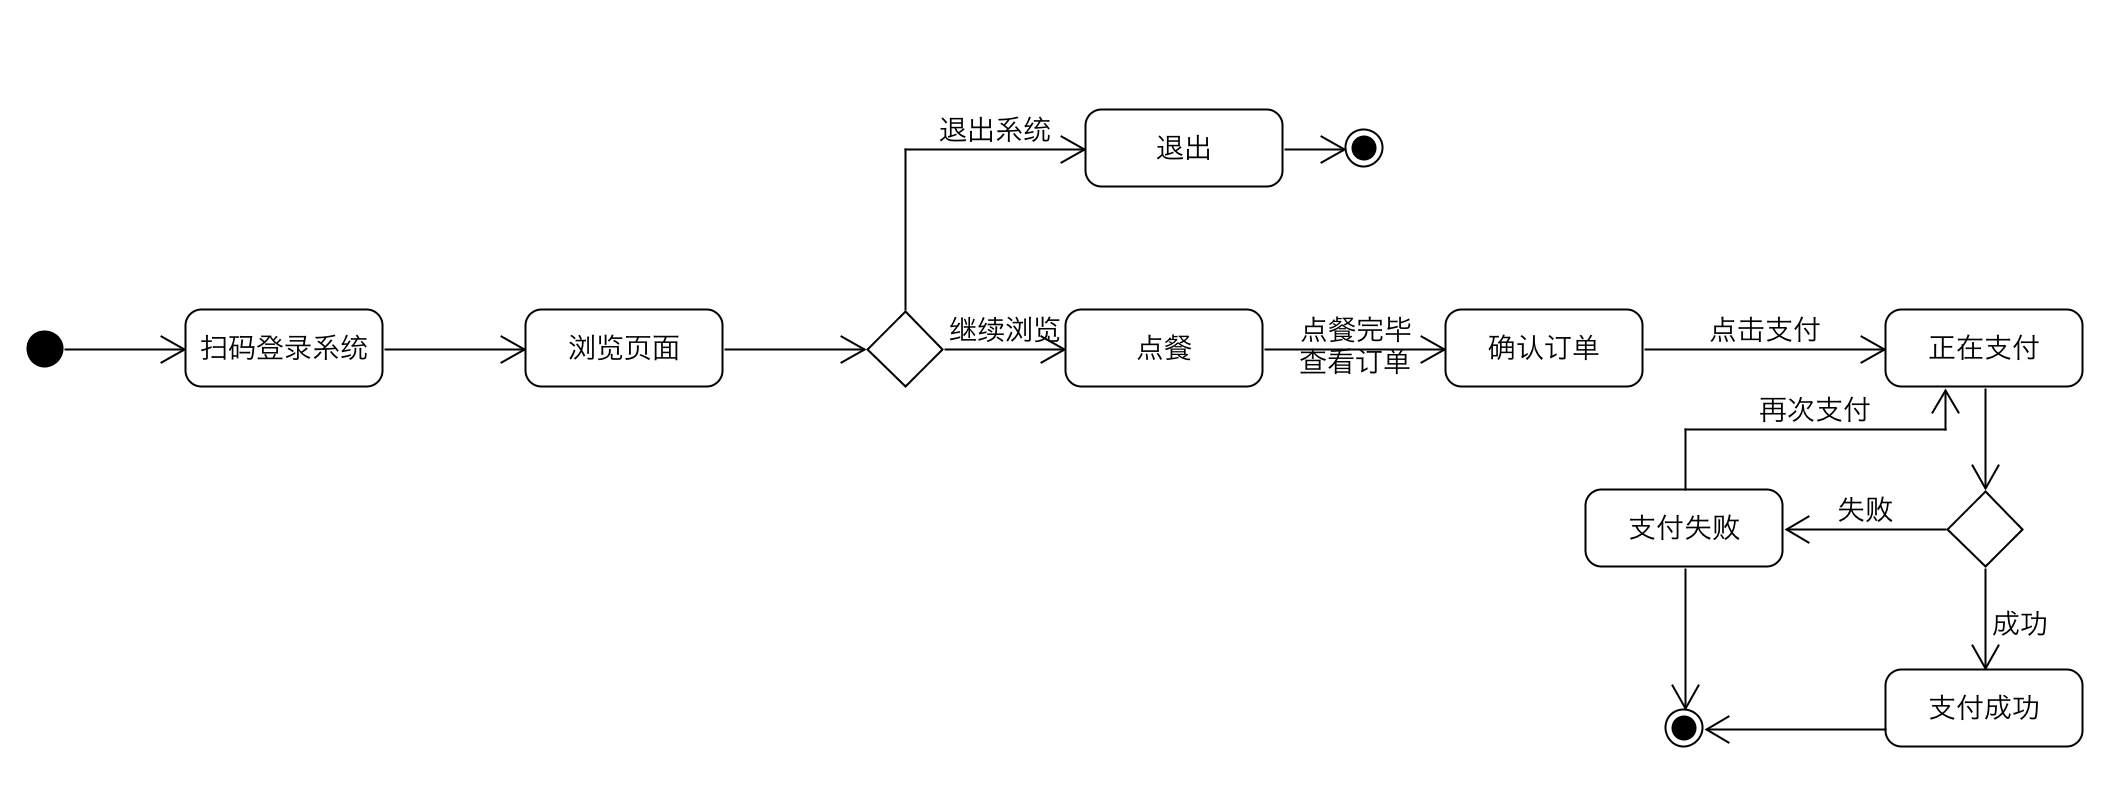 退出系统
退出
扫码登录系统
浏览页面
继续浏览
点餐
点餐完毕
查看订单
确认订单
点击支付
正在支付
再次支付
支付失败
失败
成功
支付成功